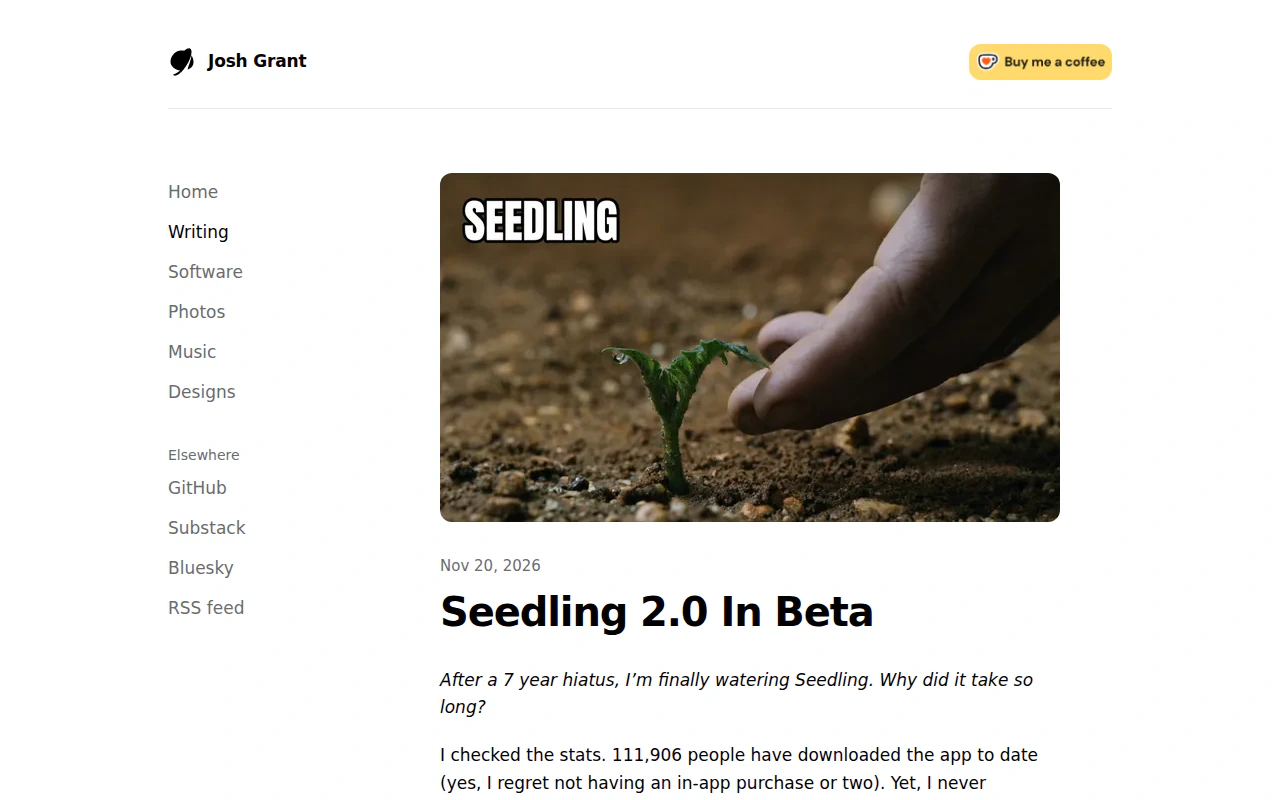 Josh Grant
Buy me a coffee
Home
Writing
Software
Photos
Music
Designs
Elsewhere
GitHub
Substack
Bluesky
RSS feed
SEEDLING
Nov 20, 2026
Seedling 2.0 In Beta
After a 7 year hiatus, I’m finally watering Seedling. Why did it take so
long?
I checked the stats. 111,906 people have downloaded the app to date
(yes, I regret not having an in-app purchase or two). Yet, I never